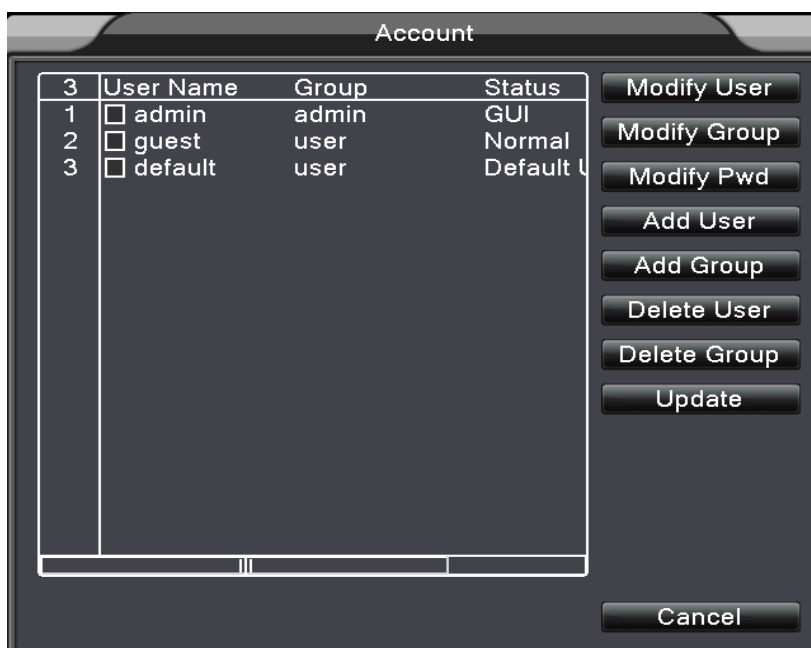 Account
3 User Name Group Status
1 admin admin GUI
2 guest user Normal
3 default user Default
Modify User
Modify Group
Modify Pwd
Add User
Add Group
Delete User
Delete Group
Update
Cancel